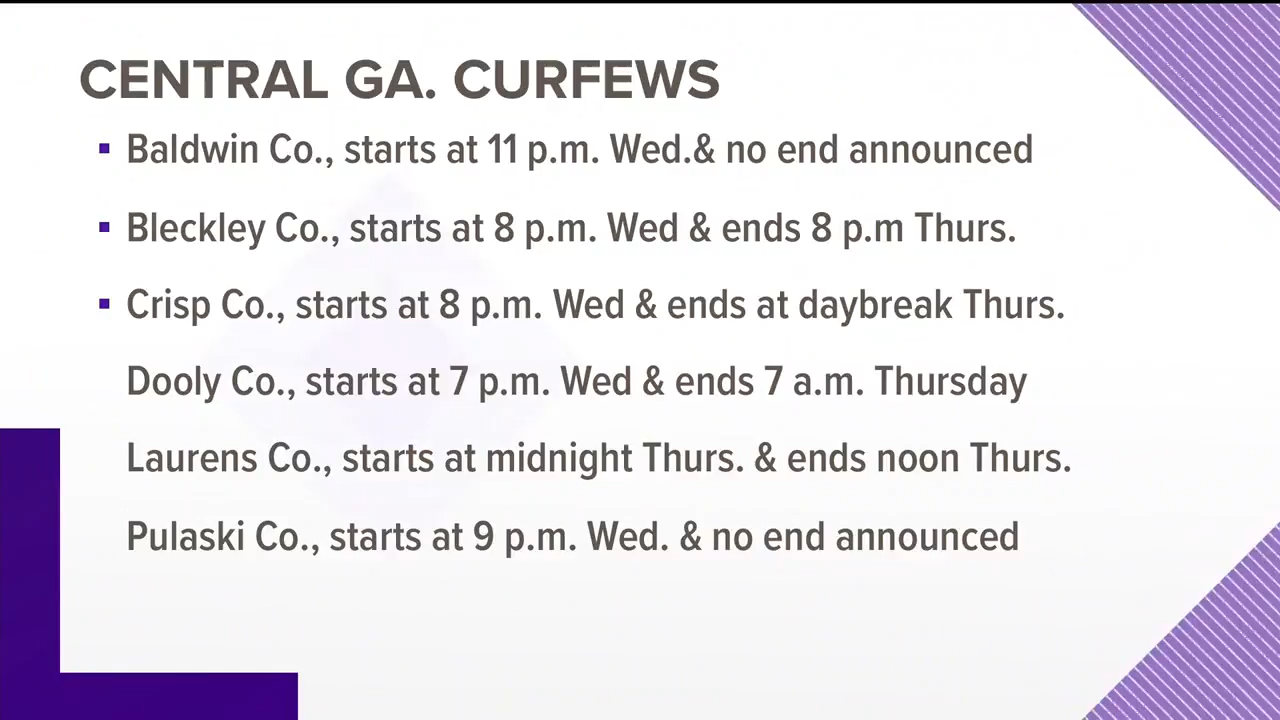 CENTRAL GA. CURFEWS
▪ Baldwin Co., starts at 11 p.m. Wed.& no end announced
▪ Bleckley Co., starts at 8 p.m. Wed & ends 8 p.m Thurs.
▪ Crisp Co., starts at 8 p.m. Wed & ends at daybreak Thurs.
Dooly Co., starts at 7 p.m. Wed & ends 7 a.m. Thursday
Laurens Co., starts at midnight Thurs. & ends noon Thurs.
Pulaski Co., starts at 9 p.m. Wed. & no end announced